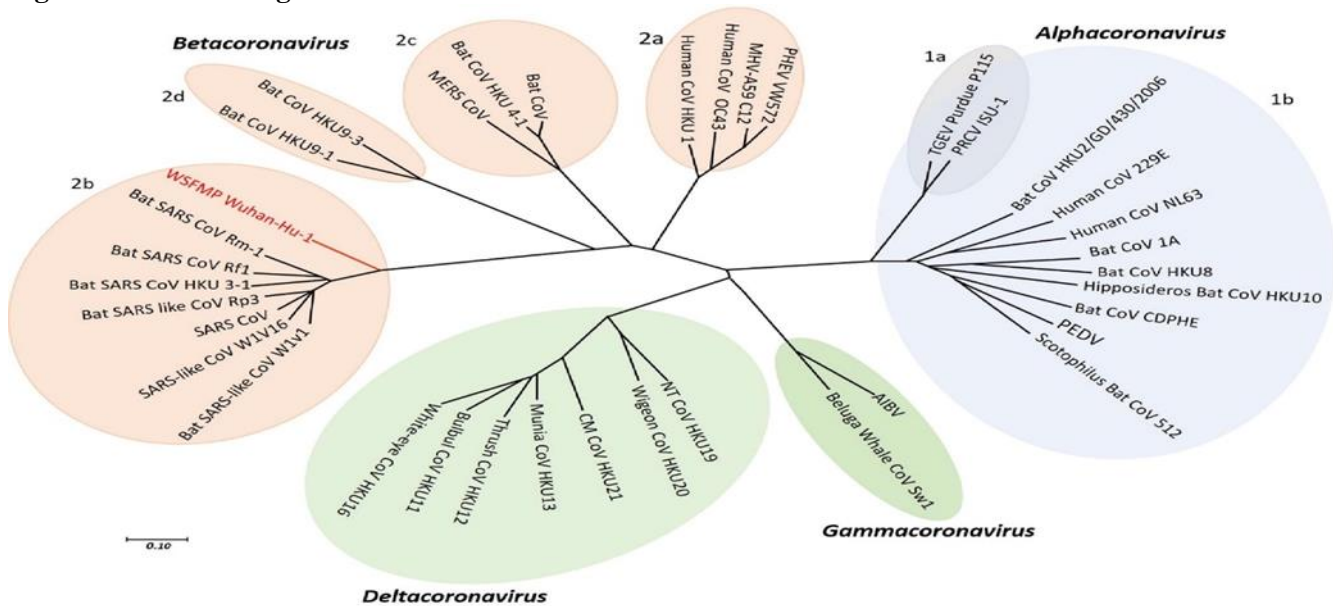 Betacoronavirus
2d
Bat CoV HKU9-3
Bat CoV HKU9-1
2c
MERS CoV
Bat CoV HKU 4-1
Bat CoV
2a
Human CoV HKU 1
Human CoV OC43
MHV-A59 C12
PHEV VW572
2b
WSFMP Wuhan-Hu-1
Bat SARS CoV Rm-1
Bat SARS CoV Rf1
Bat SARS CoV HKU 3-1
Bat SARS like CoV Rp3
SARS CoV
SARS-like CoV W1V16
Bat SARS-like CoV W1v1
Alphacoronavirus
1a
TGEV Purdue P115
PRCV ISU-1
1b
Bat CoV HKU2/GD/430/2006
Human CoV 229E
Human CoV NL63
Bat CoV 1A
Bat CoV HKU8
Hipposideros Bat CoV HKU10
Bat CoV CDPHE
PEDV
Scotophilus Bat CoV 512
White-eye CoV HKU16
Bulbul CoV HKU11
Thrush CoV HKU12
Munia CoV HKU13
CM CoV HKU21
Wigeon CoV HKU20
NT CoV HKU19
Deltacoronavirus
AIBV
Beluga Whale CoV Sw1
Gammacoronavirus
0.10